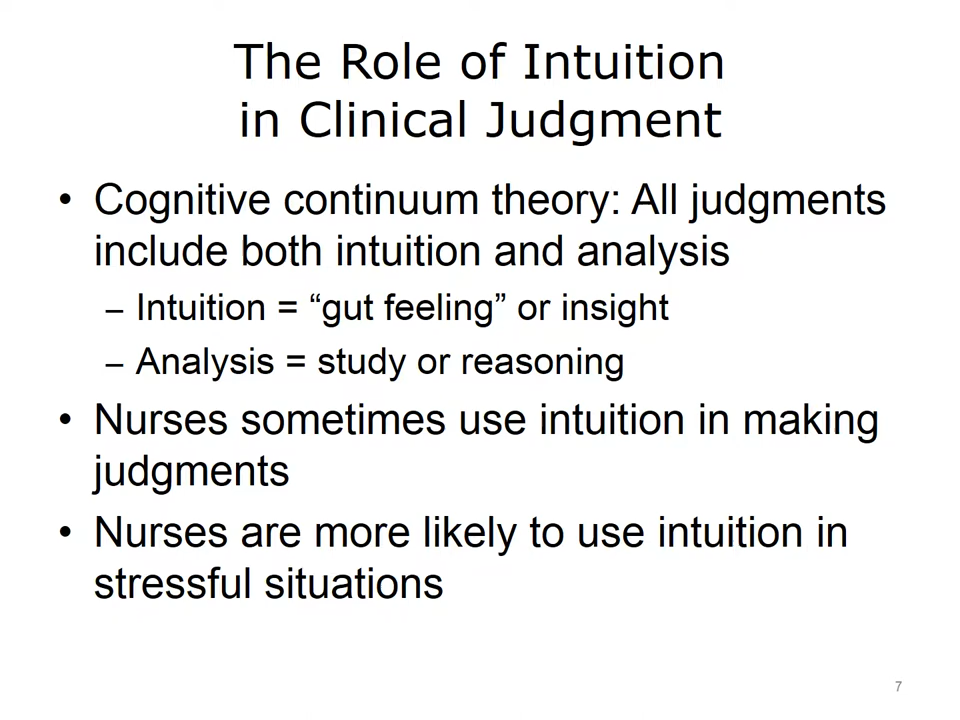 The Role of Intuition
in Clinical Judgment
• Cognitive continuum theory: All judgments
include both intuition and analysis
– Intuition = “gut feeling” or insight
– Analysis = study or reasoning
• Nurses sometimes use intuition in making
judgments
• Nurses are more likely to use intuition in
stressful situations
7